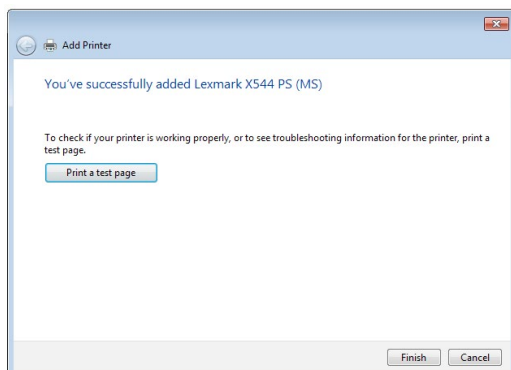 Add Printer
You've successfully added Lexmark X544 PS (MS)
To check if your printer is working properly, or to see troubleshooting information for the printer, print a
test page.
Print a test page
Finish Cancel